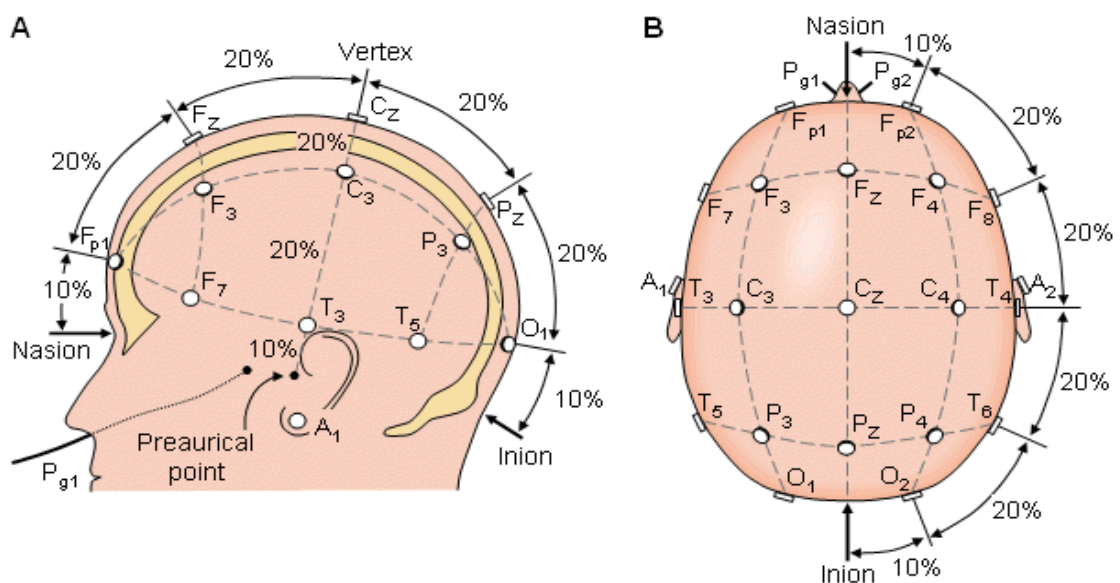 A
B
Vertex
Nasion
20%
10%
Pg1
Pg2
20%
CZ
FZ
20%
20%
Fp1
Fp2
20%
20%
C3
F3
PZ
FZ
F3
F4
F7
F8
20%
Fp1
P3
20%
20%
10%
F7
A1
T3
C3
CZ
C4
T4
A2
T3
T5
O1
Nasion
10%
10%
20%
A1
T5
P3
PZ
P4
T6
Preaurical
point
Inion
Pg1
O1
O2
20%
Inion
10%